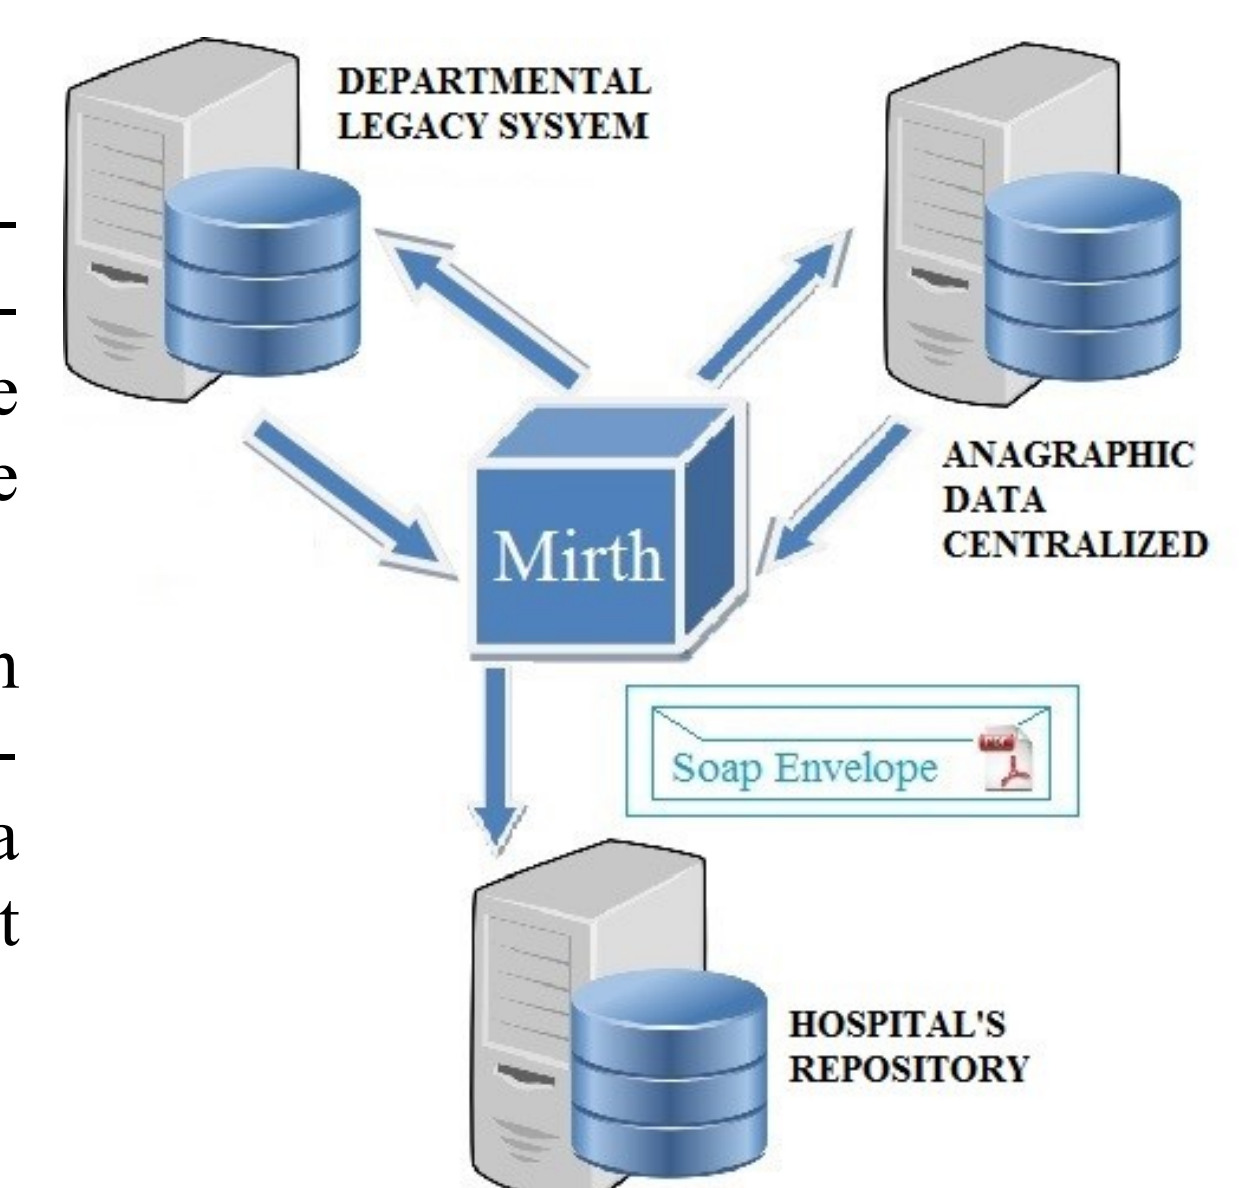 DEPARTMENTAL
LEGACY SYSYEM
-
-
e
e
ANAGRAPHIC
DATA
CENTRALIZED
Mirth
n
-
Soap Envelope
a
t
HOSPITAL'S
REPOSITORY